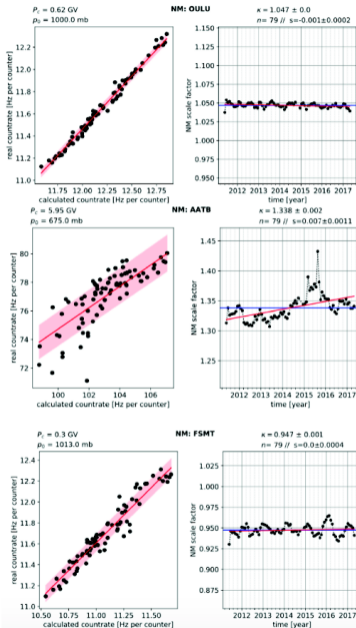 P_c = 0.62 GV
p_0 = 1000.0 mb
NM: OULU
κ = 1.047 ± 0.0
n= 79 // s=-0.001±0.0002
real countrate [Hz per counter]
12.2
12.0
11.8
11.6
11.4
11.2
11.0
11.75 12.00 12.25 12.50 12.75
calculated countrate [Hz per counter]
NM scale factor
1.150
1.125
1.100
1.075
1.050
1.025
1.000
0.975
0.950
2012 2013 2014 2015 2016 2017
time [year]
P_c = 5.95 GV
p_0 = 675.0 mb
NM: AATB
κ = 1.338 ± 0.002
n= 79 // s=0.007±0.0011
real countrate [Hz per counter]
80
78
76
74
72
100 102 104 106
calculated countrate [Hz per counter]
NM scale factor
1.45
1.40
1.35
1.30
1.25
2012 2013 2014 2015 2016 2017
time [year]
P_c = 0.3 GV
p_0 = 1013.0 mb
NM: FSMT
κ = 0.947 ± 0.001
n= 79 // s=0.0±0.0004
real countrate [Hz per counter]
12.4
12.2
12.0
11.8
11.6
11.4
11.2
11.0
10.50 10.75 11.00 11.25 11.50
calculated countrate [Hz per counter]
NM scale factor
1.025
1.000
0.975
0.950
0.925
0.900
0.875
2012 2013 2014 2015 2016 2017
time [year]